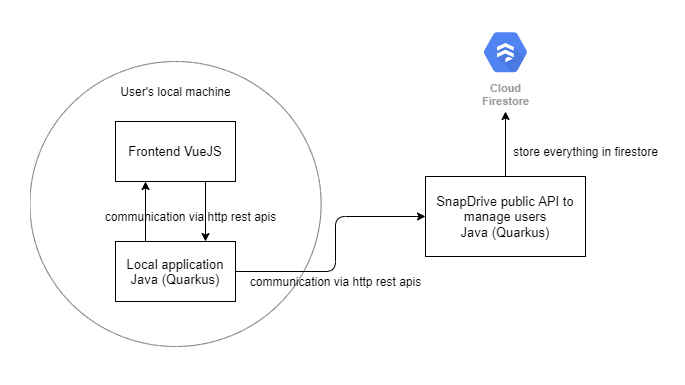 Cloud
Firestore
User's local machine
Frontend VueJS
store everything in firestore
SnapDrive public API to
manage users
Java (Quarkus)
communication via http rest apis
Local application
Java (Quarkus)
communication via http rest apis